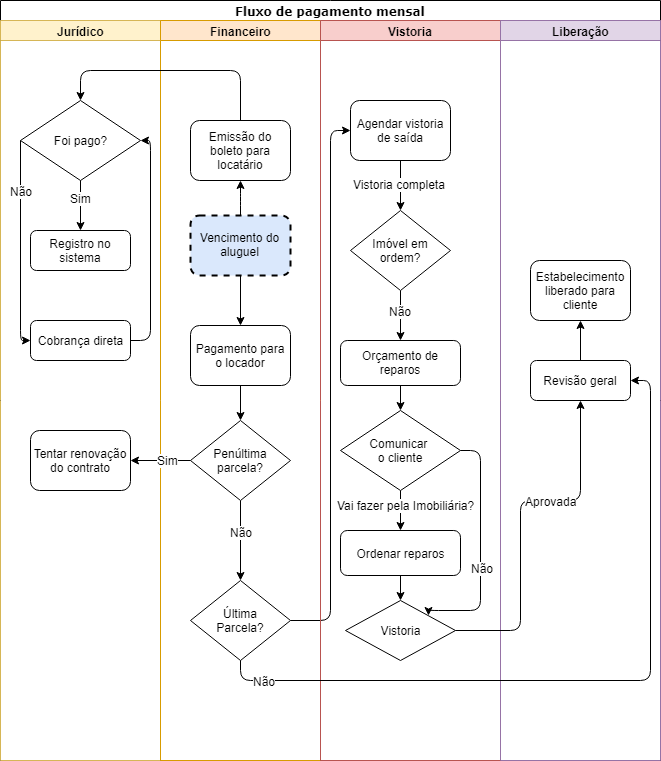 Fluxo de pagamento mensal
Jurídico
Financeiro
Vistoria
Liberação
Foi pago?
Não
Sim
Registro no
sistema
Cobrança direta
Tentar renovação
do contrato
Emissão do
boleto para
locatário
Vencimento do
aluguel
Pagamento para
o locador
Penúltima
parcela?
Sim
Não
Última
Parcela?
Não
Agendar vistoria
de saída
Vistoria completa
Imóvel em
ordem?
Não
Orçamento de
reparos
Comunicar
o cliente
Vai fazer pela Imobiliária?
Ordenar reparos
Não
Vistoria
Estabelecimento
liberado para
cliente
Revisão geral
Aprovada